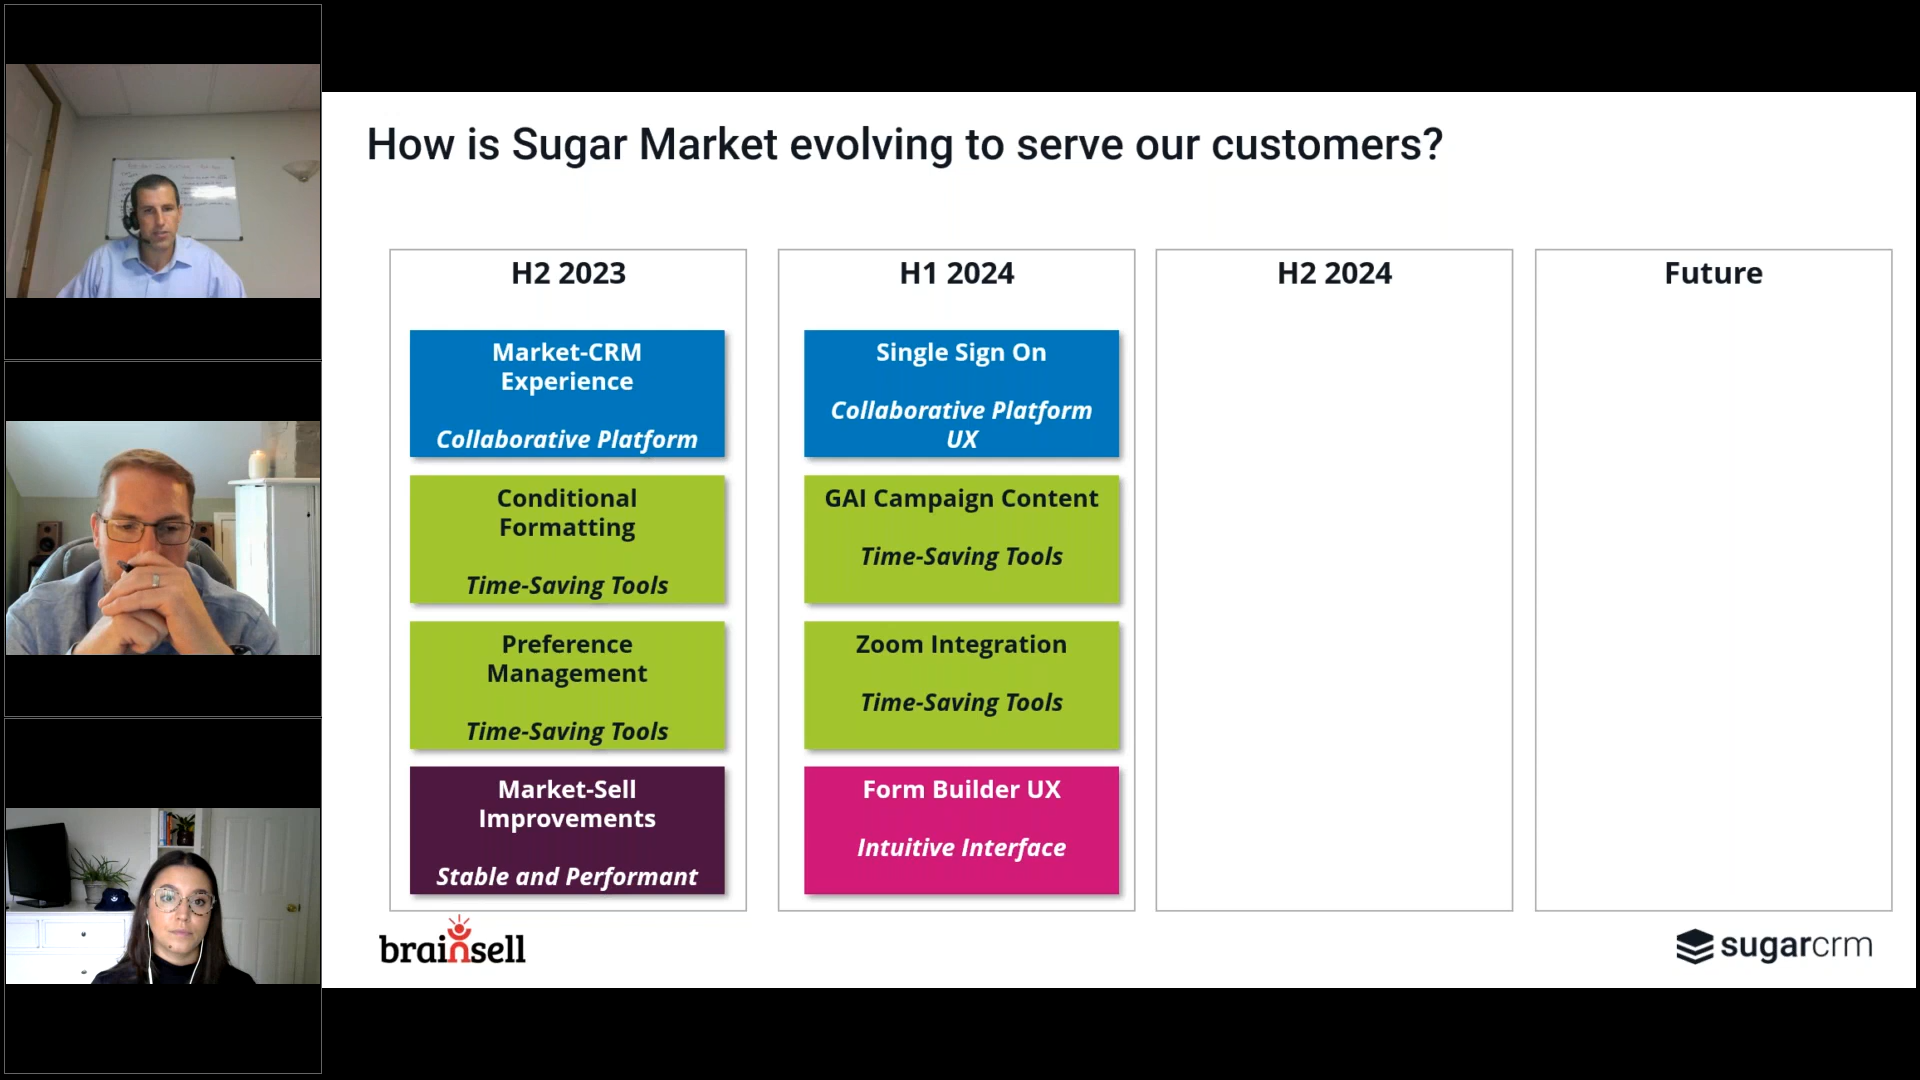 How is Sugar Market evolving to serve our customers?
H2 2023
Market-CRM
Experience
Collaborative Platform
Conditional
Formatting
Time-Saving Tools
Preference
Management
Time-Saving Tools
Market-Sell
Improvements
Stable and Performant
H1 2024
Single Sign On
Collaborative Platform
UX
GAI Campaign Content
Time-Saving Tools
Zoom Integration
Time-Saving Tools
Form Builder UX
Intuitive Interface
H2 2024
Future
brainsell
sugarcrm